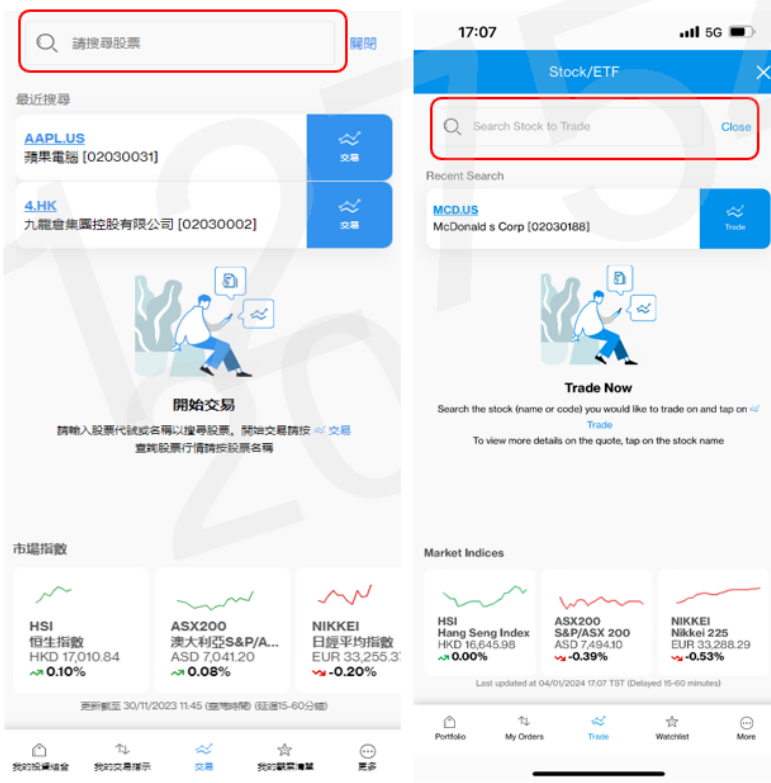 請搜尋股票
關閉
最近搜尋
AAPL.US
蘋果電腦 [02030031]
交易
4.HK
九龍倉集團控股有限公司 [02030002]
交易
開始交易
請輸入股票代號或名稱以搜尋股票。開始交易請按 交易
查詢股票行情請按股票名稱
市場指數
HSI
恒生指數
HKD 17,010.84
0.10%
ASX200
澳大利亞S&P/A...
ASD 7,041.20
0.08%
NIKKEI
日經平均指數
EUR 33,255.37
-0.20%
更新截至 30/11/2023 11:45 (臺灣時間) (延遲15-60分鐘)
我的投資組合
我的交易指示
交易
我的觀察清單
更多
17:07
5G
Stock/ETF
Search Stock to Trade
Close
Recent Search
MCD.US
McDonald s Corp [02030188]
Trade
Trade Now
Search the stock (name or code) you would like to trade on and tap on
Trade
To view more details on the quote, tap on the stock name
Market Indices
HSI
Hang Seng Index
HKD 16,645.98
0.00%
ASX200
S&P/ASX 200
ASD 7,494.10
-0.39%
NIKKEI
Nikkei 225
EUR 33,288.29
-0.53%
Last updated at 04/01/2024 17:07 TST (Delayed 15-60 minutes)
Portfolio
My Orders
Trade
Watchlist
More